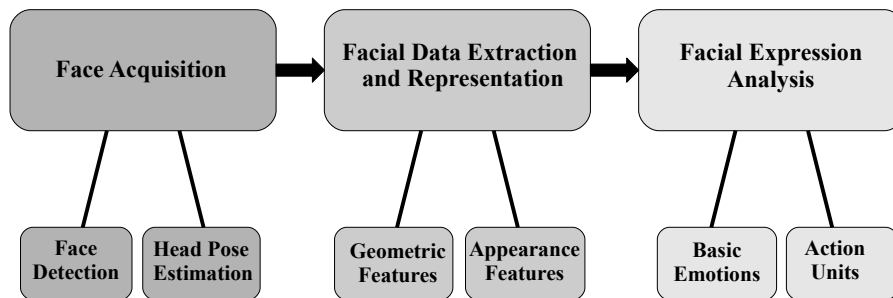 Face Acquisition
Facial Data Extraction
and Representation
Facial Expression
Analysis
Face
Detection
Head Pose
Estimation
Geometric
Features
Appearance
Features
Basic
Emotions
Action
Units